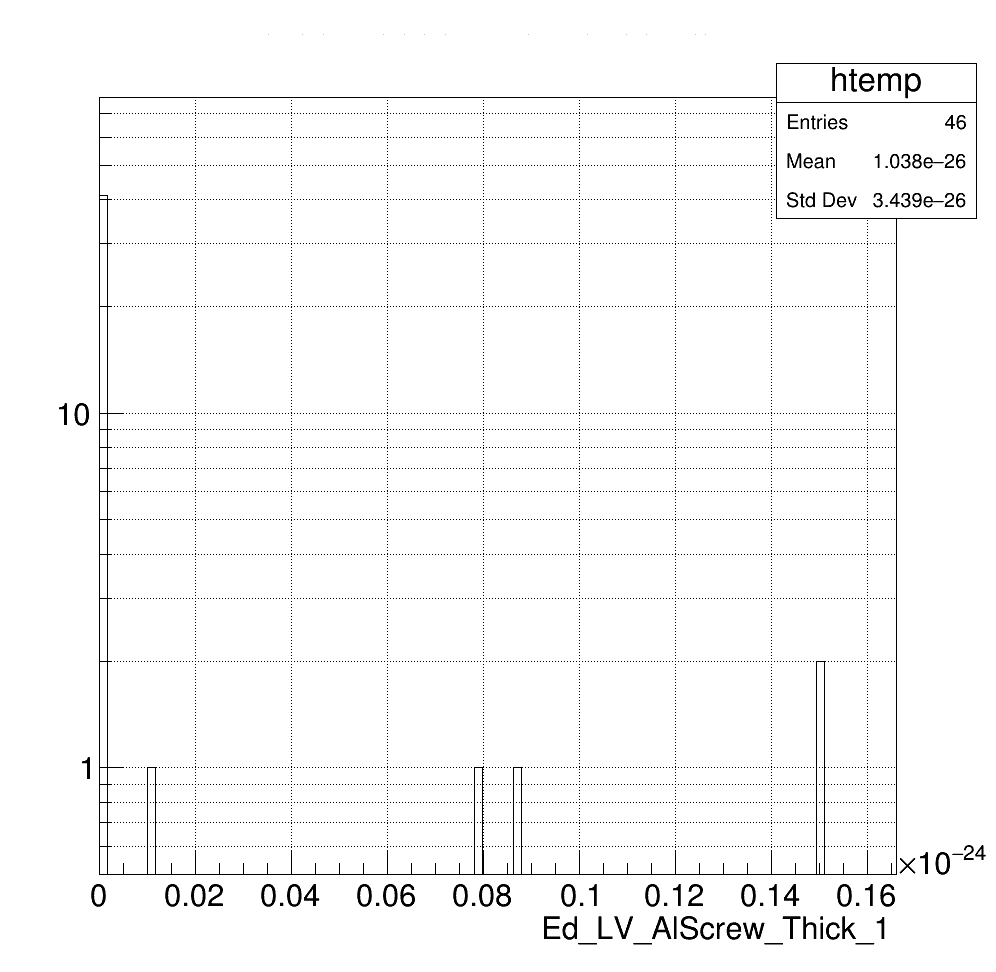 htemp
Entries 46
Mean 1.038e−26
Std Dev 3.439e−26
10
1
0 0.02 0.04 0.06 0.08 0.1 0.12 0.14 0.16
×10−24
Ed_LV_AlScrew_Thick_1